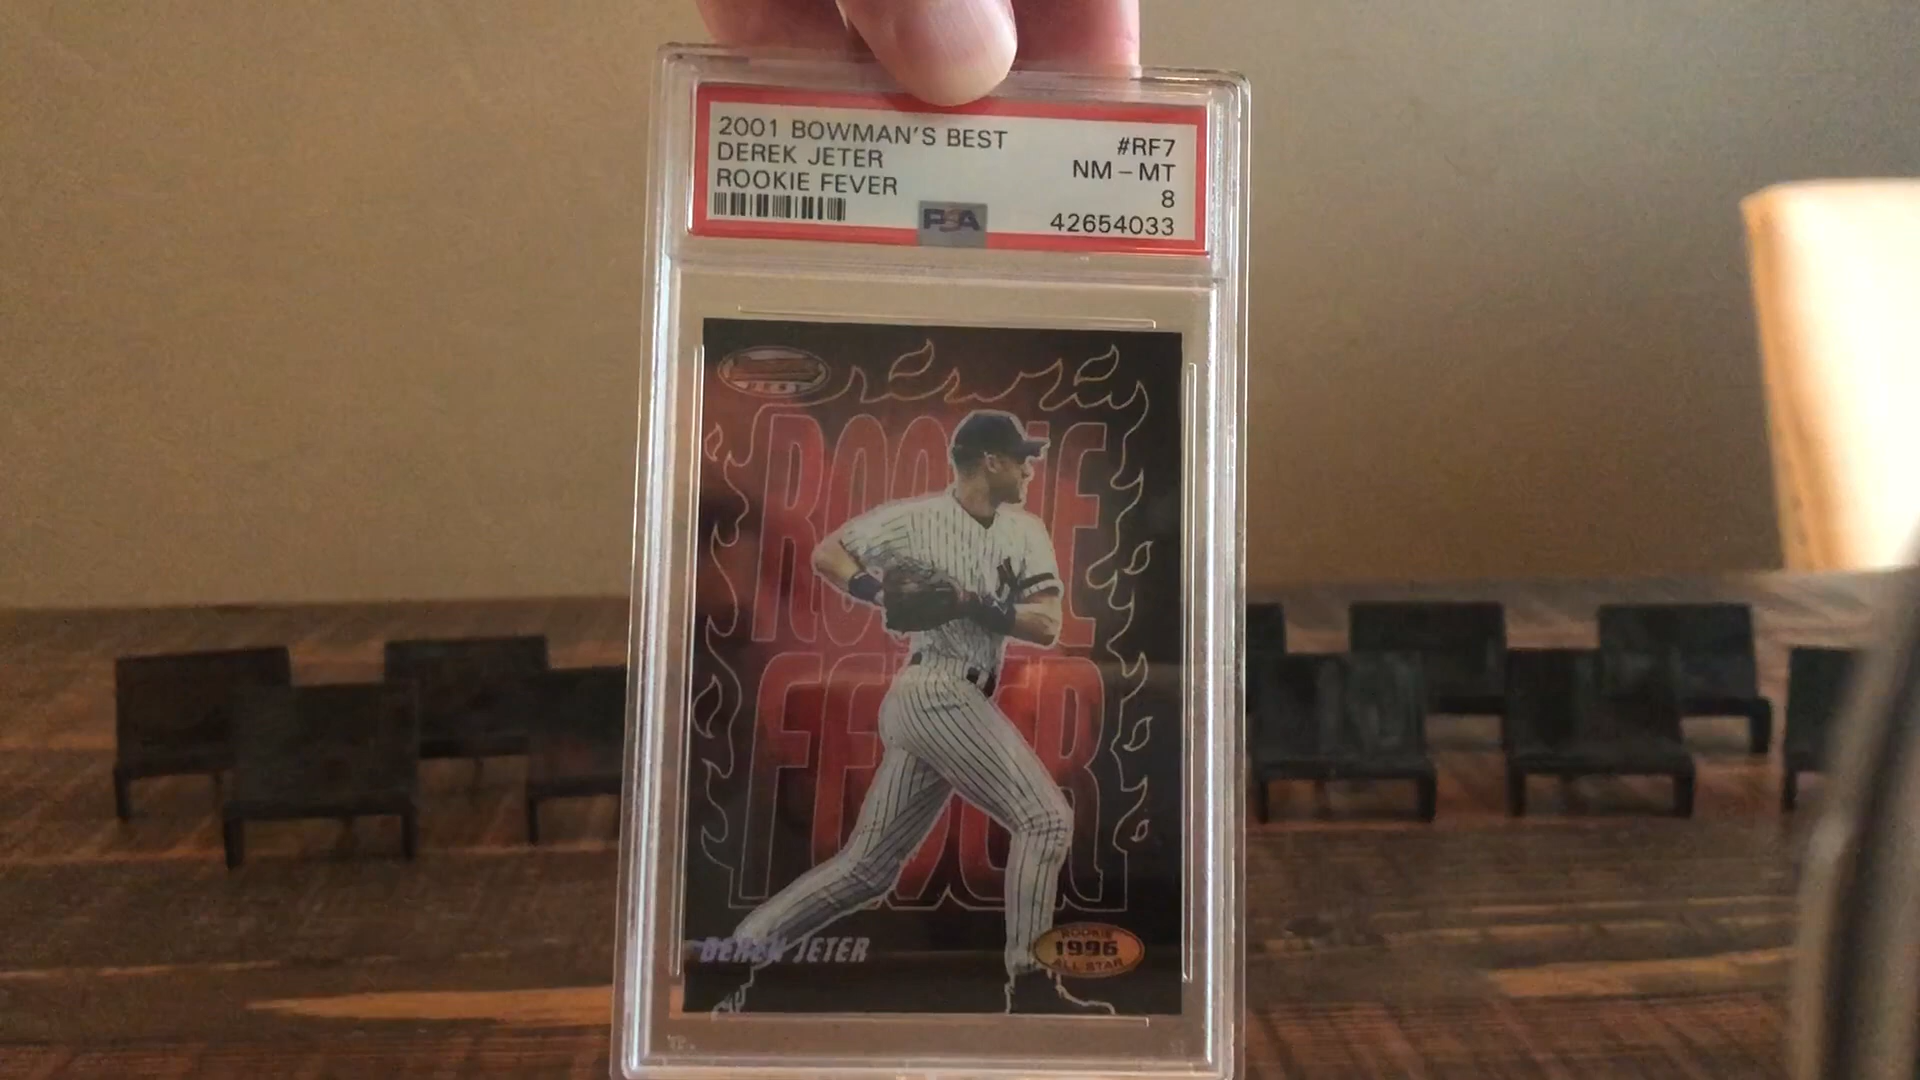 2001 BOWMAN'S BEST
DEREK JETER
ROOKIE FEVER
#RF7
NM – MT
8
42654033
PSA
BEST
ROOKIE
FEVER
DEREK JETER
ROOKIE
1996
ALL STAR